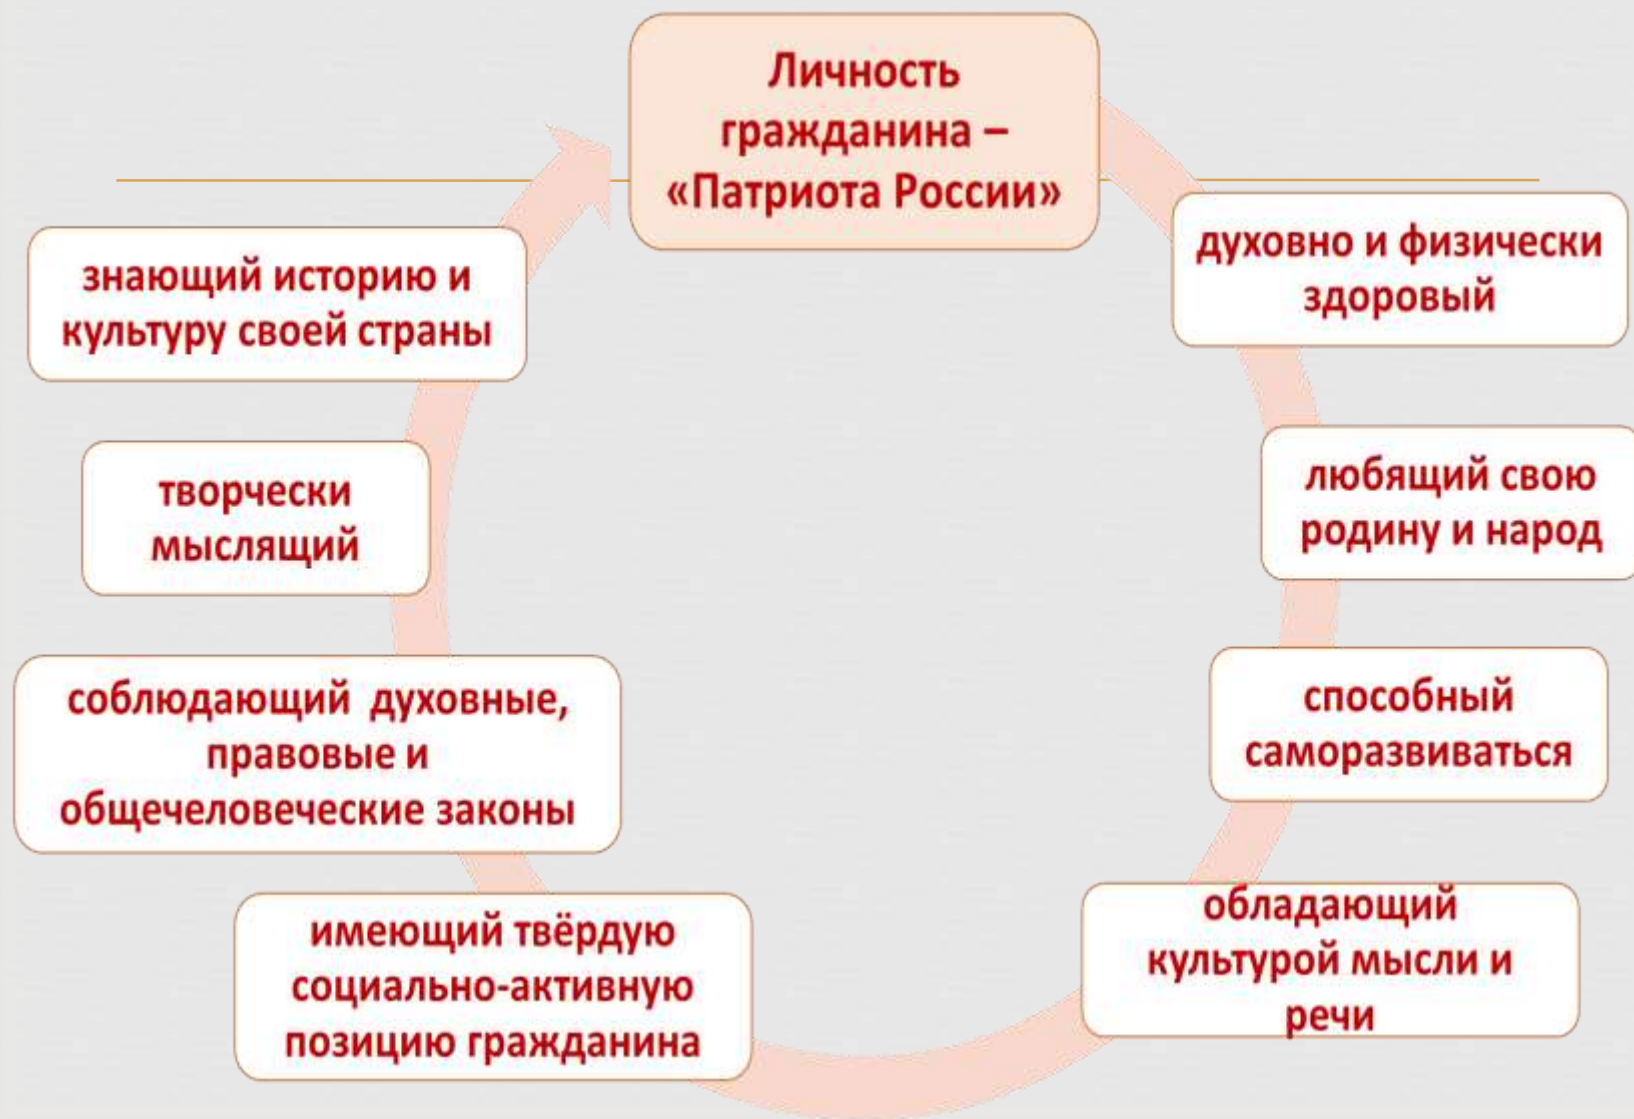 Личность
гражданина –
«Патриота России»
духовно и физически
здоровый
любящий свою
родину и народ
способный
саморазвиваться
обладающий
культурой мысли и
речи
имеющий твёрдую
социально-активную
позицию гражданина
соблюдающий духовные,
правовые и
общечеловеческие законы
творчески
мыслящий
знающий историю и
культуру своей страны